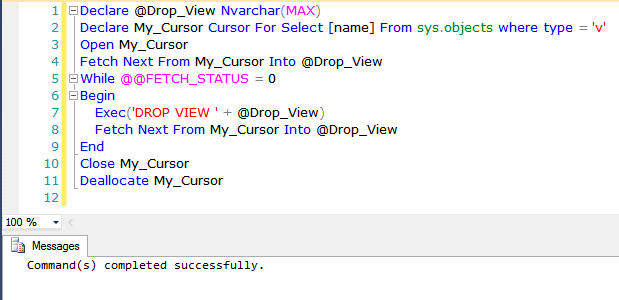 1 Declare @Drop_View Nvarchar(MAX)
2 Declare My_Cursor Cursor For Select [name] From sys.objects where type = 'v'
3 Open My_Cursor
4 Fetch Next From My_Cursor Into @Drop_View
5 While @@FETCH_STATUS = 0
6 Begin
7 Exec('DROP VIEW ' + @Drop_View)
8 Fetch Next From My_Cursor Into @Drop_View
9 End
10 Close My_Cursor
11 Deallocate My_Cursor
12
100 %
Messages
Command(s) completed successfully.